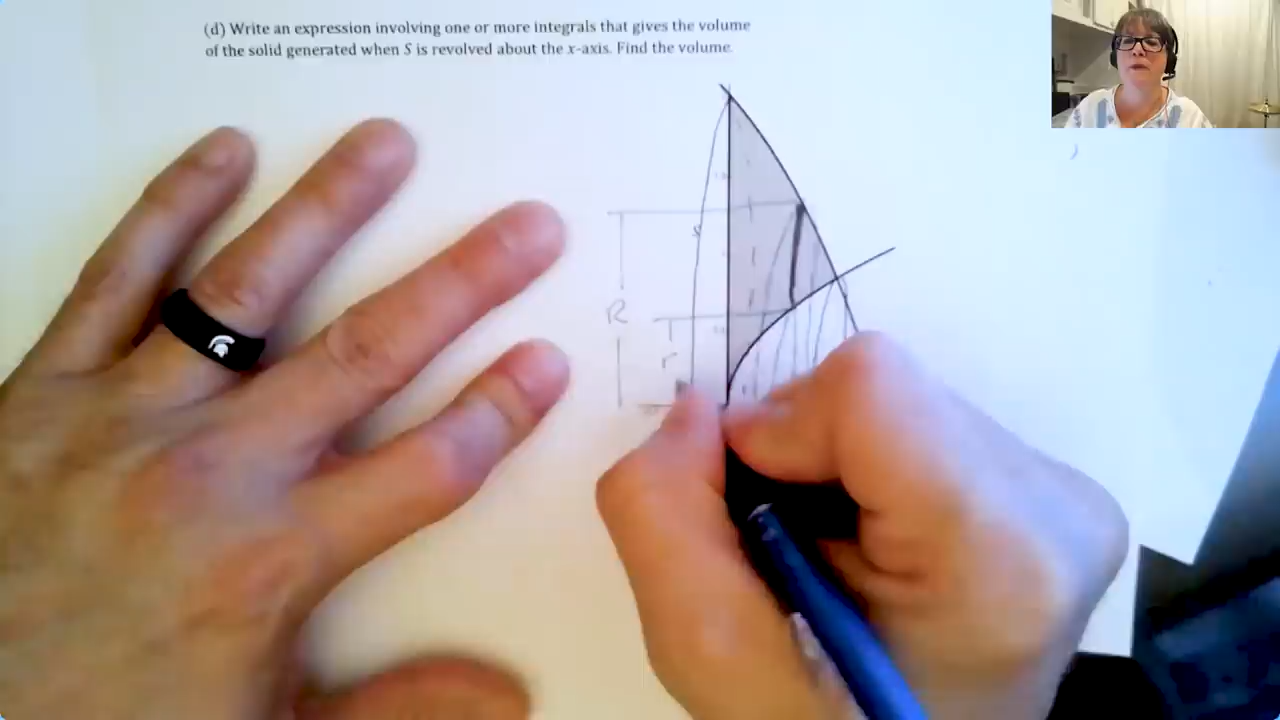 (d) Write an expression involving one or more integrals that gives the volume
of the solid generated when S is revolved about the x-axis. Find the volume.
R
r